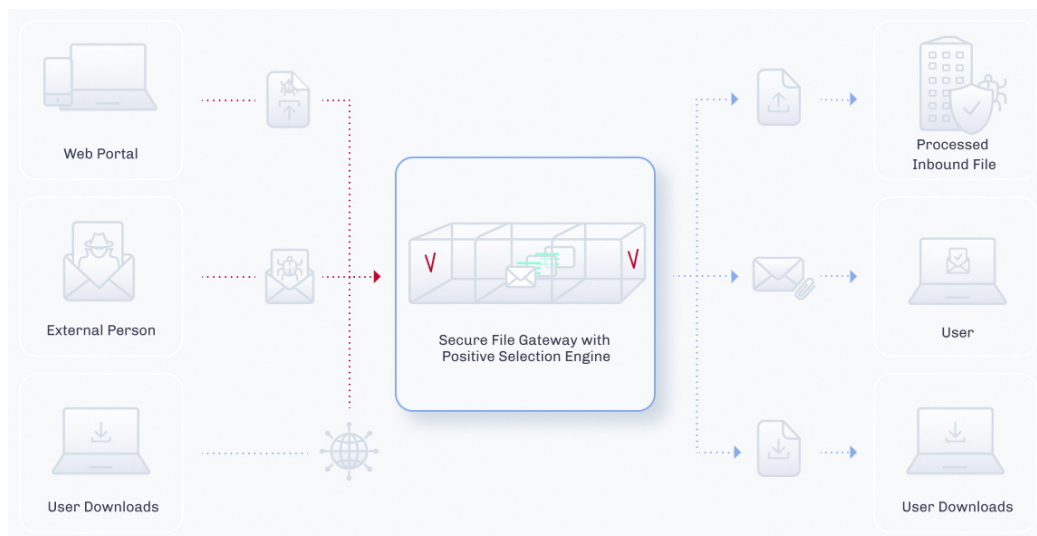 Web Portal
External Person
User Downloads
Secure File Gateway with
Positive Selection Engine
Processed
Inbound File
User
User Downloads